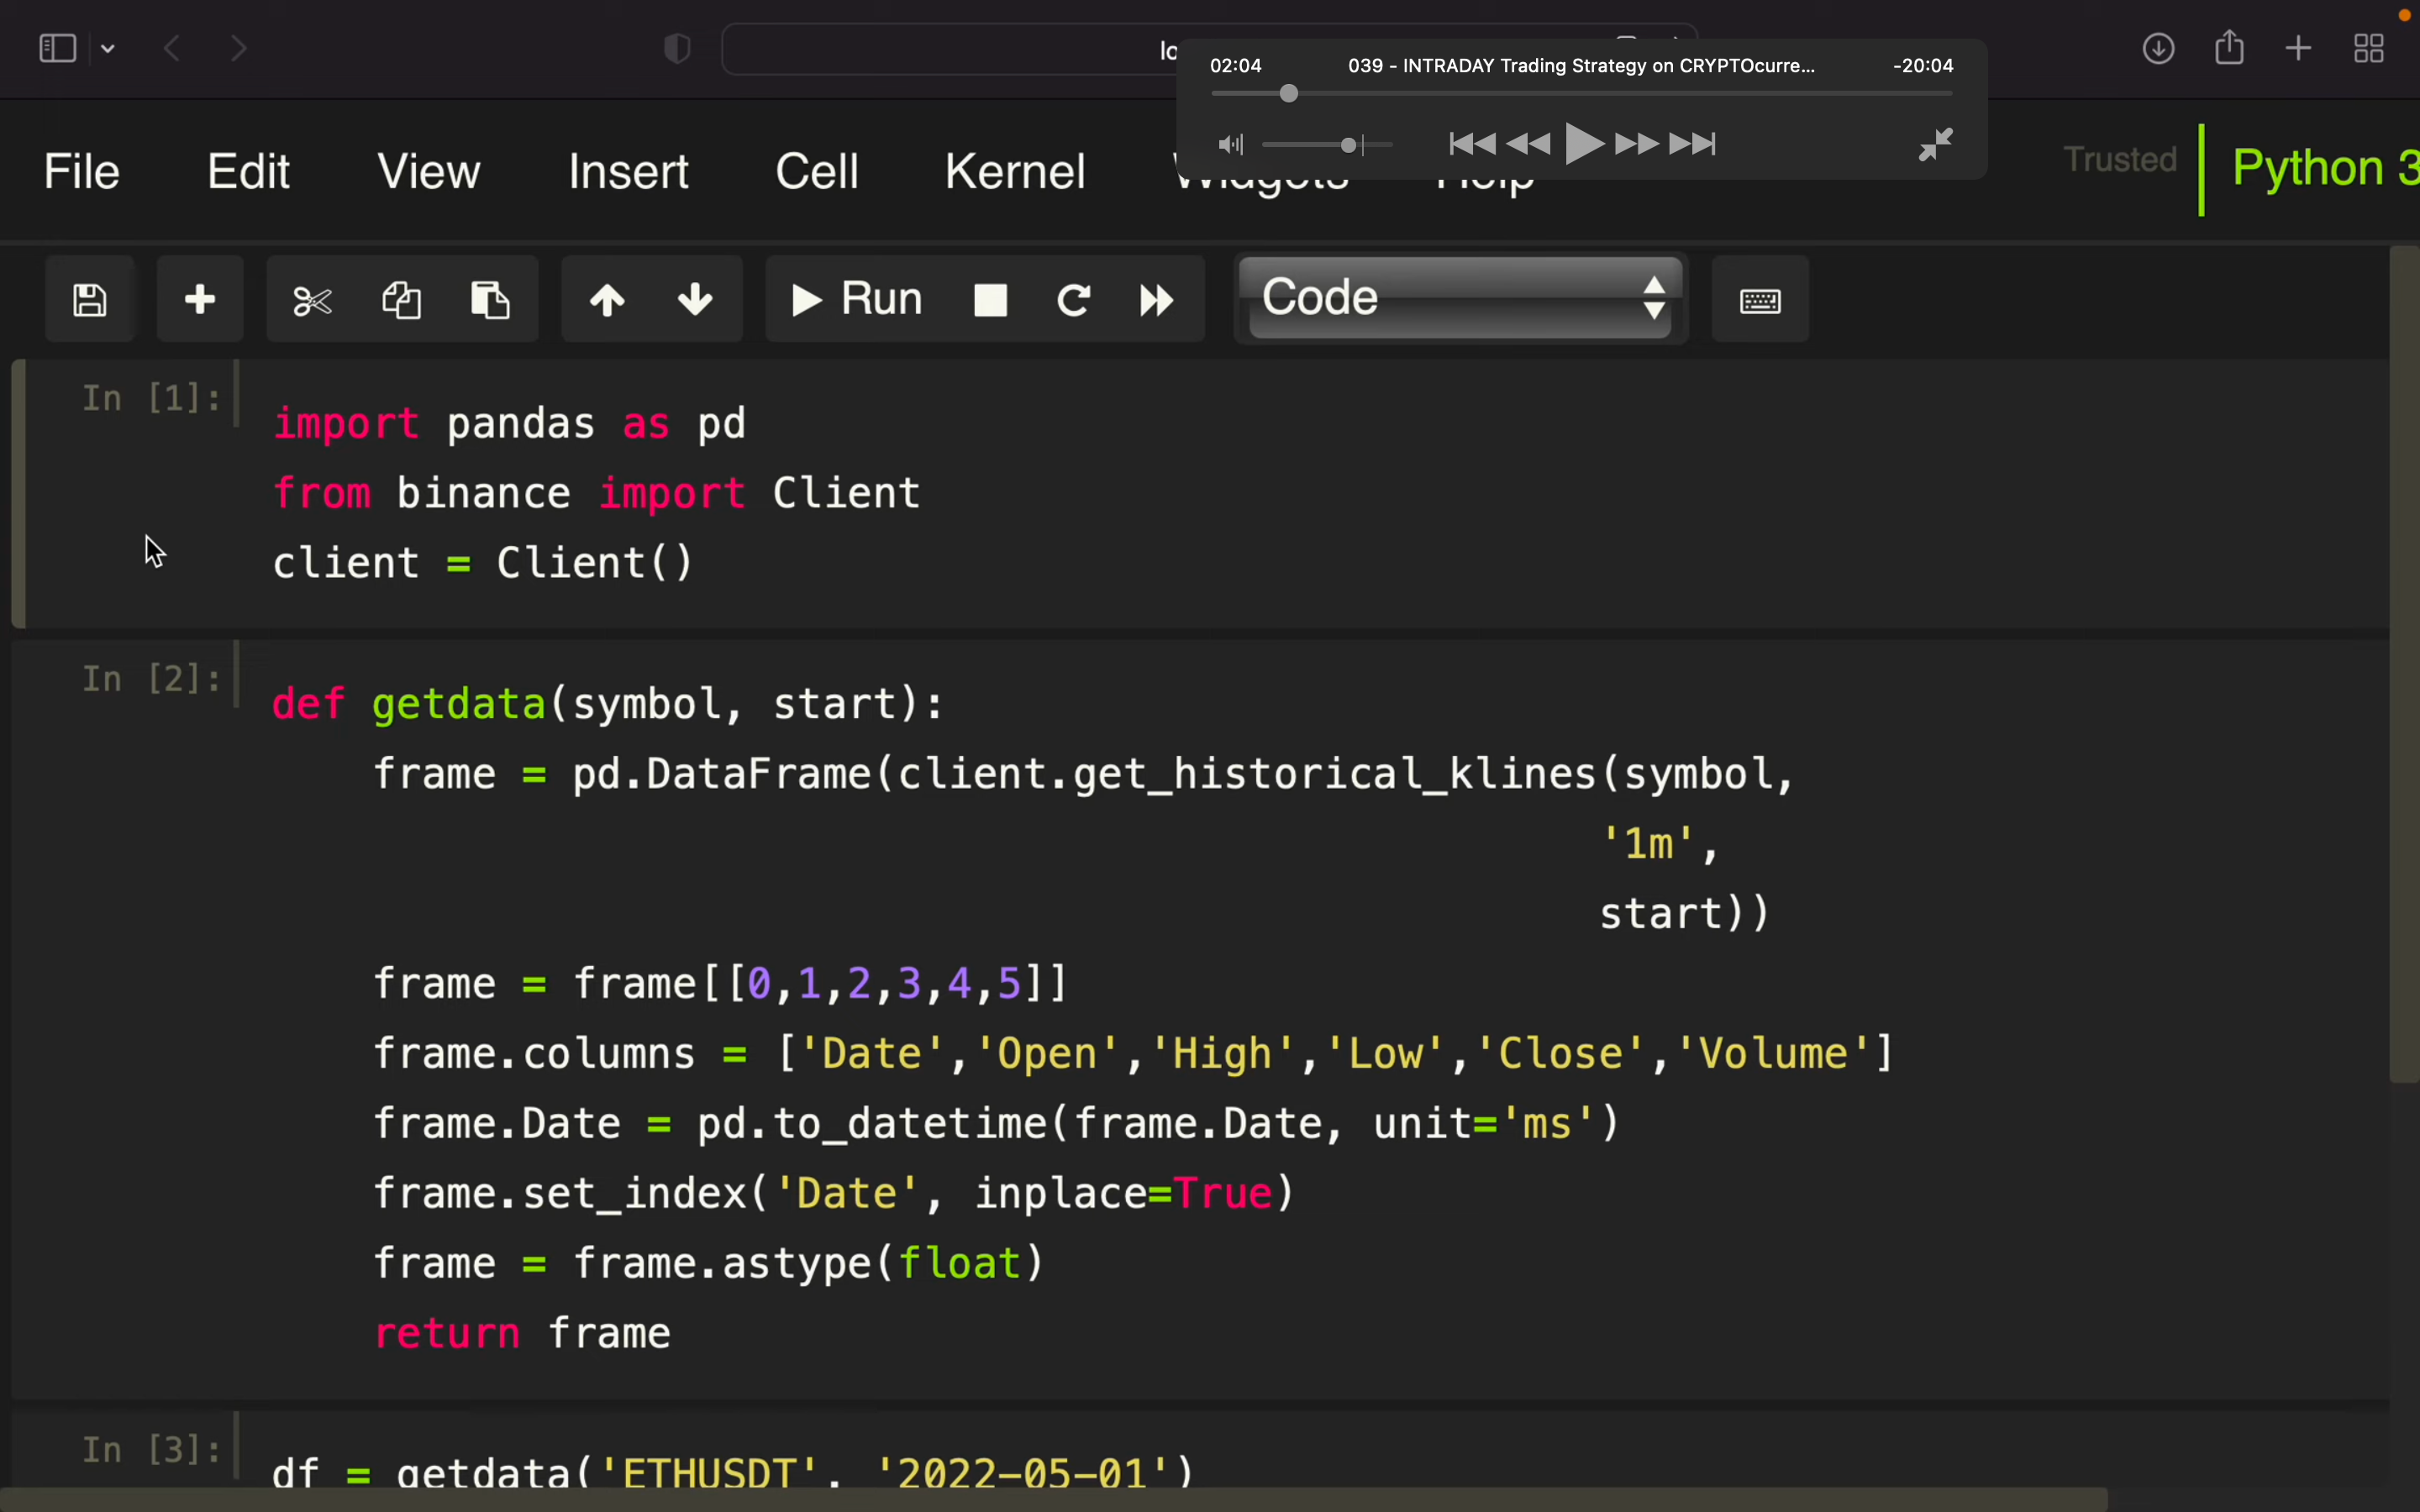 02:04 039 - INTRADAY Trading Strategy on CRYPTOcurre... -20:04
File Edit View Insert Cell Kernel Widgets Help Trusted Python 3
Run Code
In [1]:
import pandas as pd
from binance import Client
client = Client()
In [2]:
def getdata(symbol, start):
frame = pd.DataFrame(client.get_historical_klines(symbol,
'1m',
start))
frame = frame[[0,1,2,3,4,5]]
frame.columns = ['Date','Open','High','Low','Close','Volume']
frame.Date = pd.to_datetime(frame.Date, unit='ms')
frame.set_index('Date', inplace=True)
frame = frame.astype(float)
return frame
In [3]:
df = getdata('ETHUSDT', '2022-05-01')